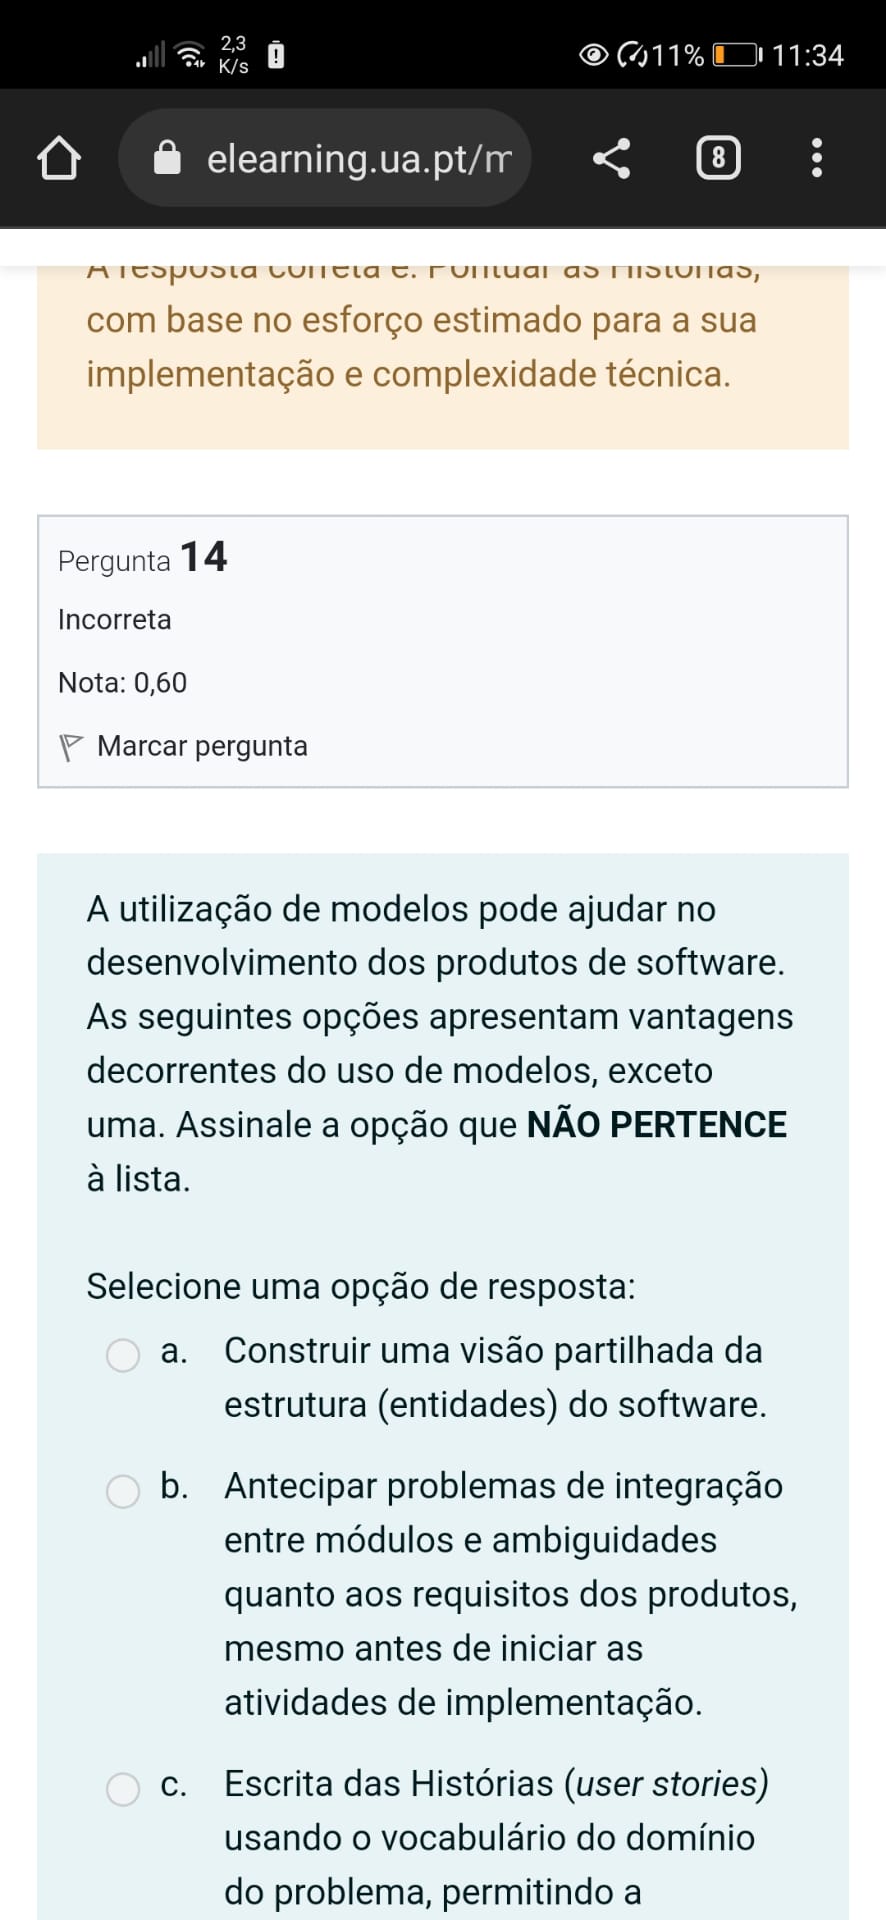 2,3
K/s
11%
11:34
elearning.ua.pt/m
8
A resposta correta é: Pontuar as Histórias,
com base no esforço estimado para a sua
implementação e complexidade técnica.
Pergunta 14
Incorreta
Nota: 0,60
Marcar pergunta
A utilização de modelos pode ajudar no
desenvolvimento dos produtos de software.
As seguintes opções apresentam vantagens
decorrentes do uso de modelos, exceto
uma. Assinale a opção que NÃO PERTENCE
à lista.
Selecione uma opção de resposta:
a. Construir uma visão partilhada da
estrutura (entidades) do software.
b. Antecipar problemas de integração
entre módulos e ambiguidades
quanto aos requisitos dos produtos,
mesmo antes de iniciar as
atividades de implementação.
c. Escrita das Histórias (user stories)
usando o vocabulário do domínio
do problema, permitindo a